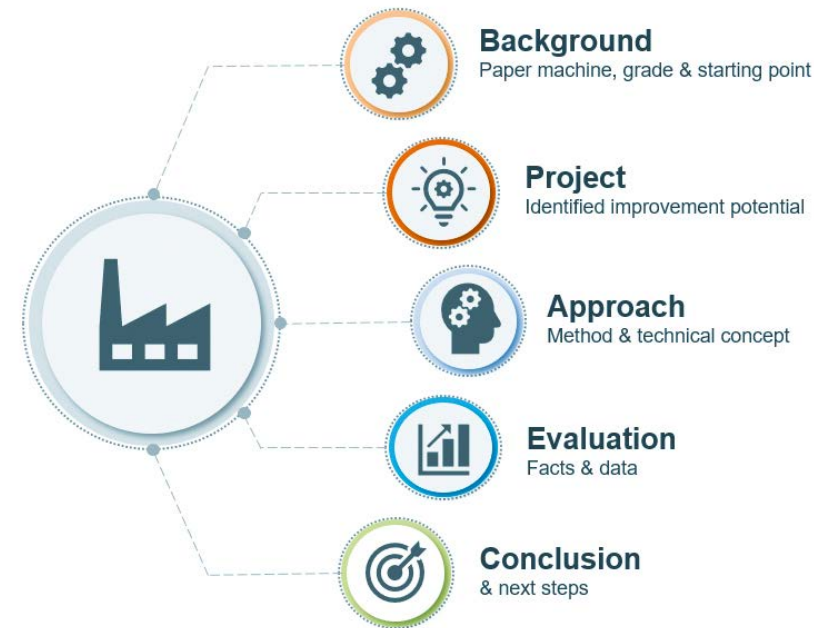 Background
Paper machine, grade & starting point
Project
Identified improvement potential
Approach
Method & technical concept
Evaluation
Facts & data
Conclusion
& next steps